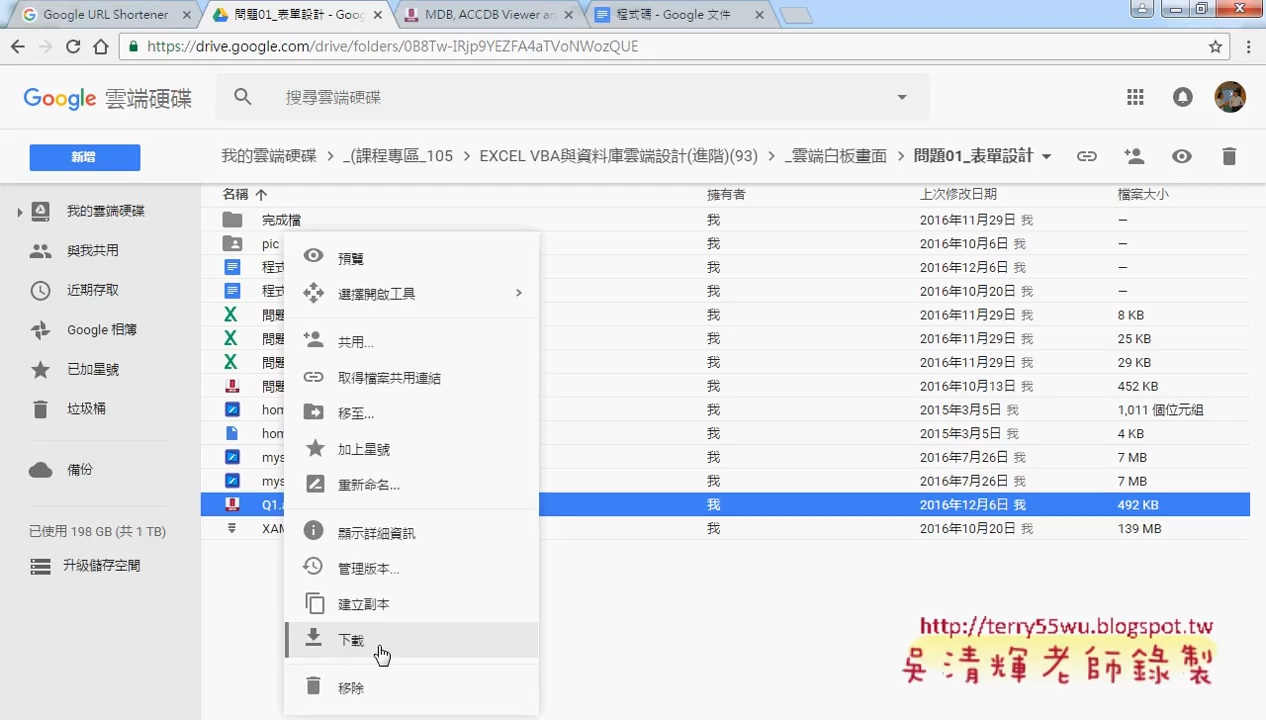 Google URL Shortener
問題01_表單設計 - Goog
MDB, ACCDB Viewer an
程式碼 - Google 文件
https://drive.google.com/drive/folders/0B8Tw-IRjp9YEZFA4aTVoNWozQUE
Google 雲端硬碟
搜尋雲端硬碟
新增
我的雲端硬碟 > _(課程專區_105 > EXCEL VBA與資料庫雲端設計(進階)(93) > _雲端白板畫面 > 問題01_表單設計
名稱
擁有者
上次修改日期
檔案大小
我的雲端硬碟
與我共用
近期存取
Google 相簿
已加星號
垃圾桶
備份
已使用 198 GB (共 1 TB)
升級儲存空間
完成檔 我 2016年11月29日 我 –
pic 我 2016年10月6日 我 –
程式 我 2016年12月6日 我 –
程式 我 2016年10月20日 我 –
問題 我 2016年11月29日 我 8 KB
問題 我 2016年11月29日 我 25 KB
問題 我 2016年11月29日 我 29 KB
問題 我 2016年10月13日 我 452 KB
hom 我 2015年3月5日 我 1,011 個位元組
hom 我 2015年3月5日 我 4 KB
mys 我 2016年7月26日 我 7 MB
mys 我 2016年7月26日 我 7 MB
Q1. 我 2016年12月6日 我 492 KB
XAM 我 2016年10月20日 我 139 MB
預覽
選擇開啟工具
共用...
取得檔案共用連結
移至...
加上星號
重新命名...
顯示詳細資訊
管理版本...
建立副本
下載
移除
http://terry55wu.blogspot.tw
吳清輝老師錄製